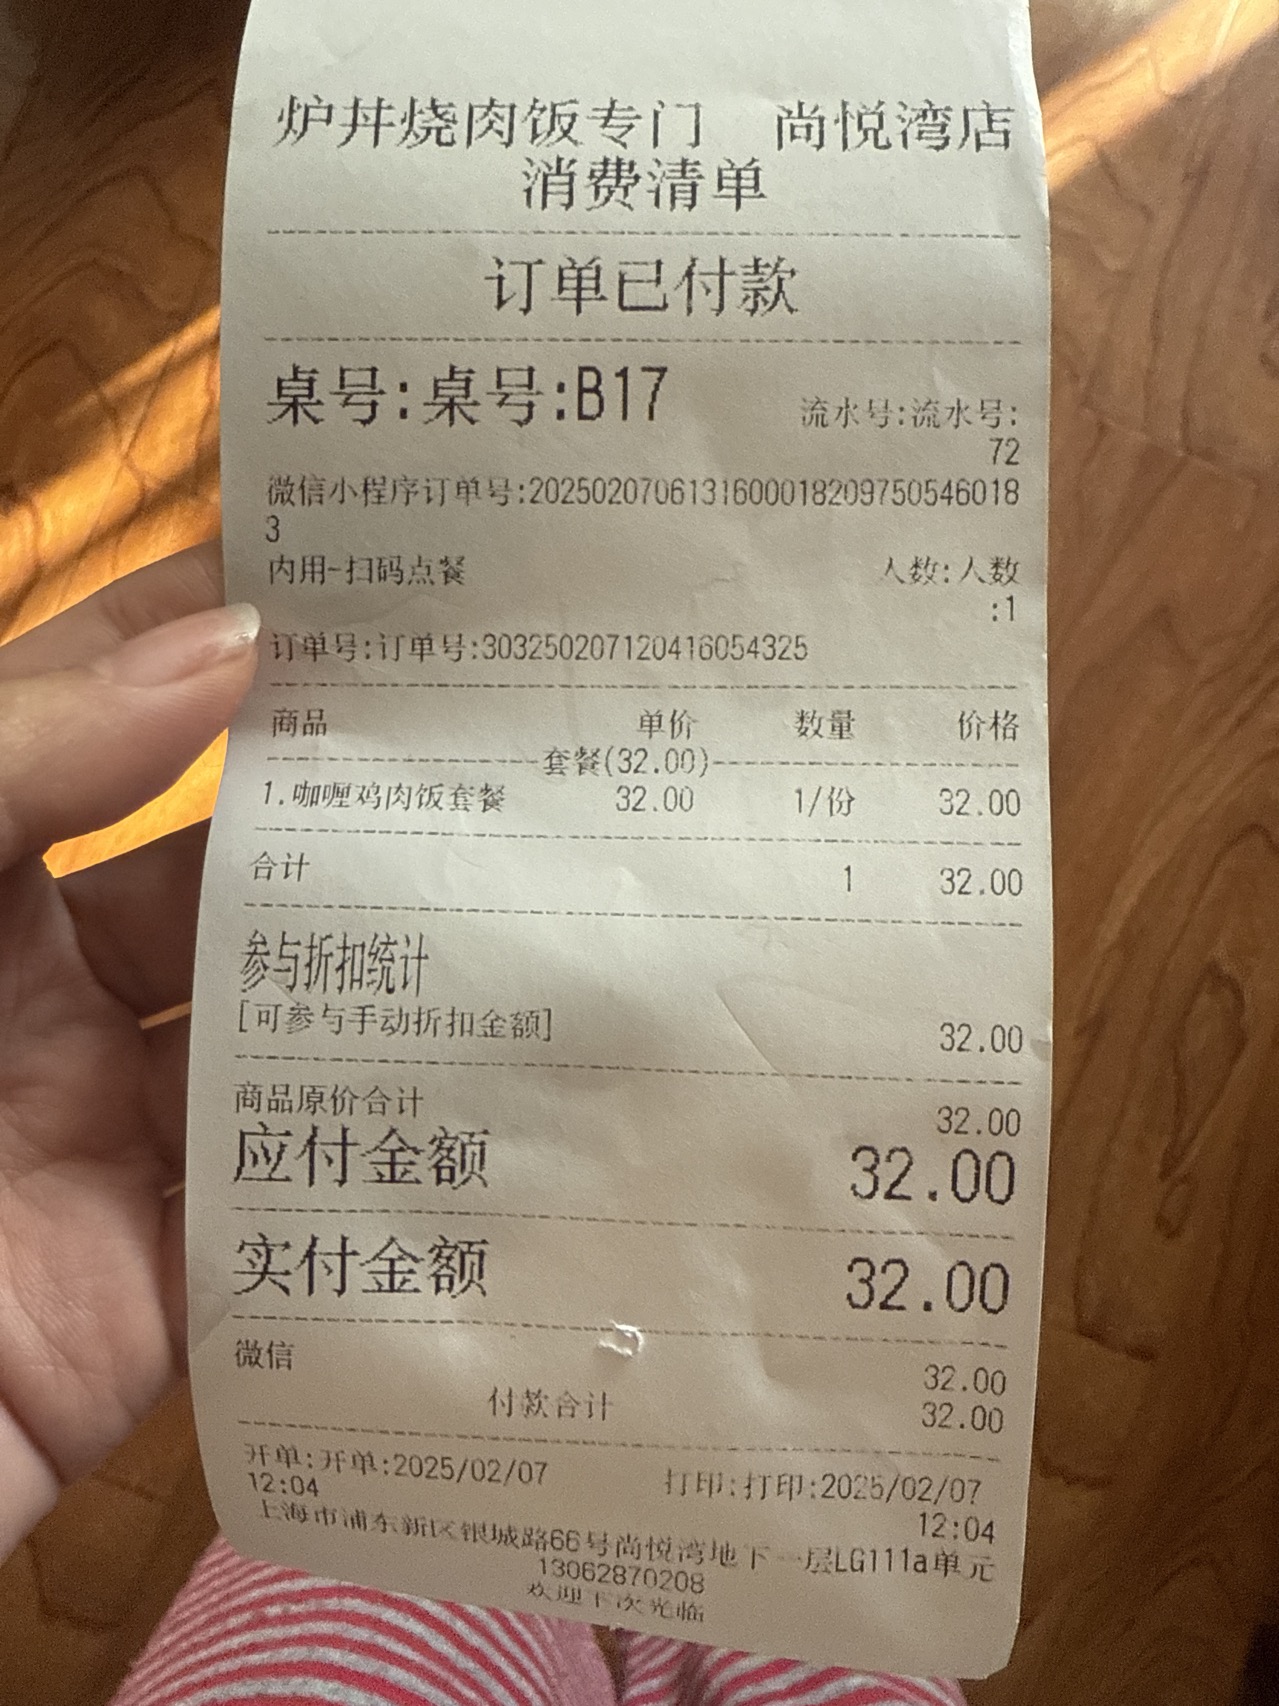 炉丼烧肉饭专门 尚悦湾店
消费清单
订单已付款
桌号:桌号:B17
流水号:流水号:
72
微信小程序订单号:2025020706131600018209750546018
3
内用-扫码点餐 人数:人数
:1
订单号:订单号:303250207120416054325
商品 单价 数量 价格
套餐(32.00)
1.咖喱鸡肉饭套餐 32.00 1/份 32.00
合计 1 32.00
参与折扣统计
[可参与手动折扣金额] 32.00
商品原价合计 32.00
应付金额 32.00
实付金额 32.00
微信 32.00
付款合计 32.00
开单:开单:2025/02/07 打印:打印:2025/02/07
12:04 12:04
上海市浦东新区银城路66号尚悦湾地下一层LG111a单元
13062870208
欢迎下次光临